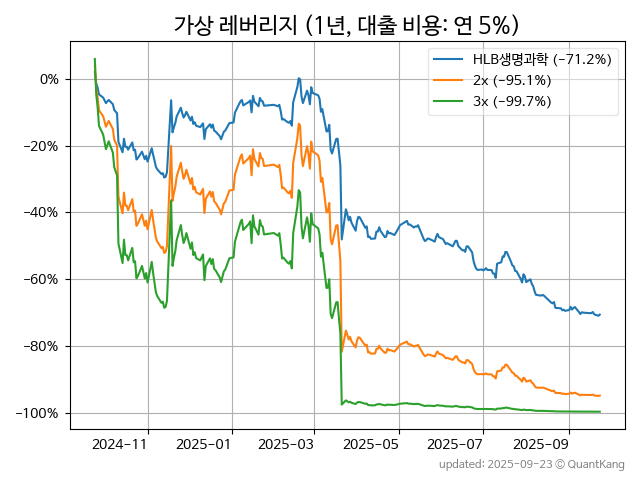 가상 레버리지 (1년, 대출 비용: 연 5%)
HLB생명과학 (−71.2%)
2x (−95.1%)
3x (−99.7%)
0%
−20%
−40%
−60%
−80%
−100%
2024-11
2025-01
2025-03
2025-05
2025-07
2025-09
updated: 2025-09-23 ⓒ QuantKang